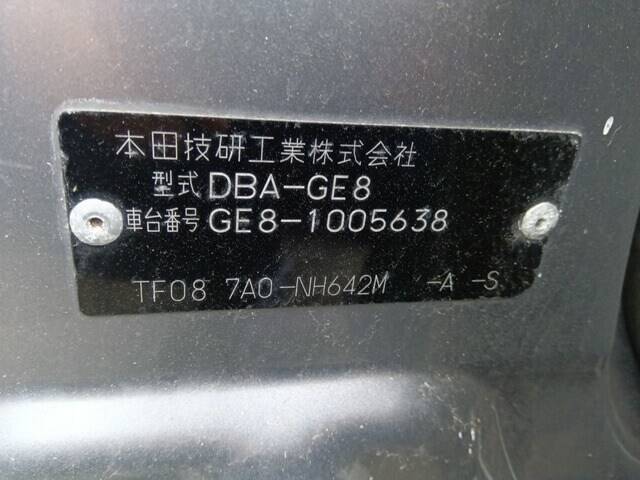 本田技研工業株式会社
型式 DBA-GE8
車台番号 GE8-1005638
TF08 7A0-NH642M -A -S